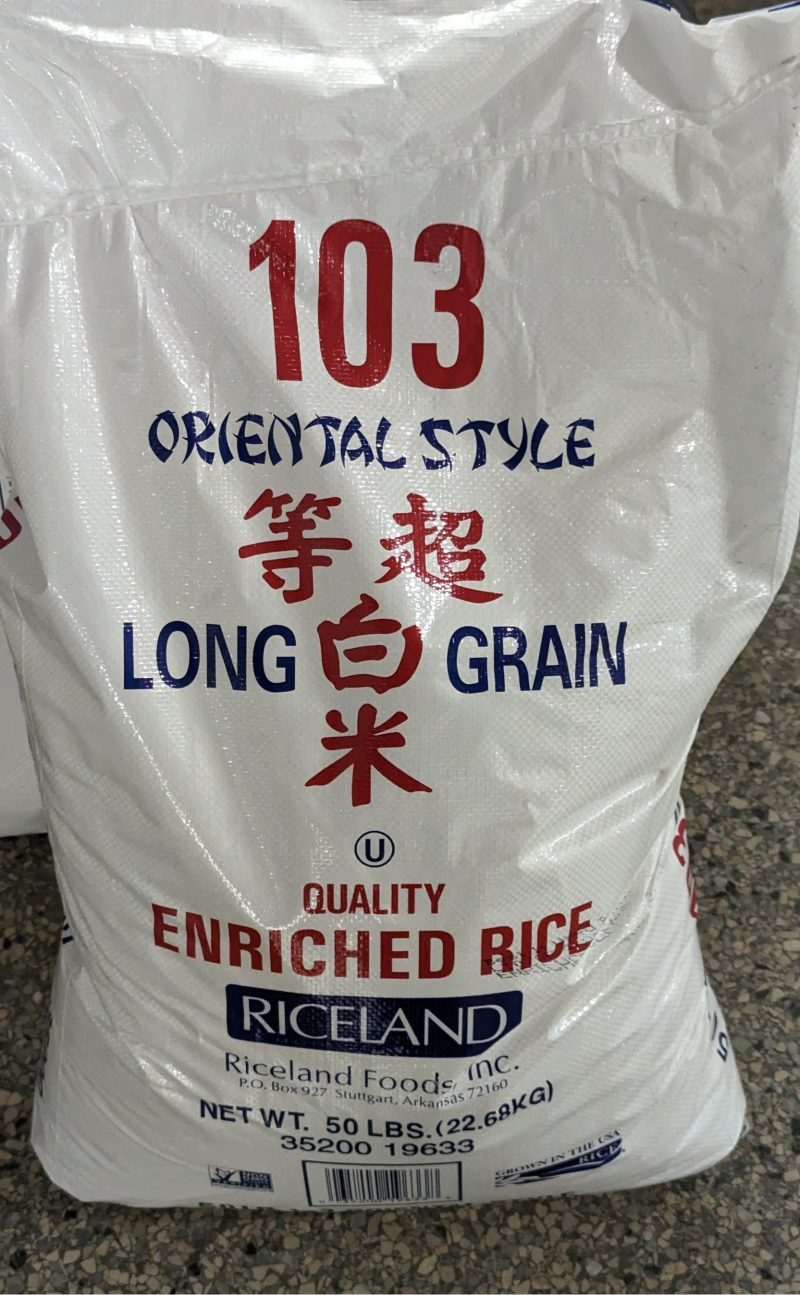 103
ORIENTAL STYLE
等 超
LONG 白 GRAIN
米
U
QUALITY
ENRICHED RICE
RICELAND
Riceland Foods, Inc.
P.O. Box 927 Stuttgart, Arkansas 72160
NET WT. 50 LBS. (22.68KG)
35200 19633
GROWN IN THE USA
RICE